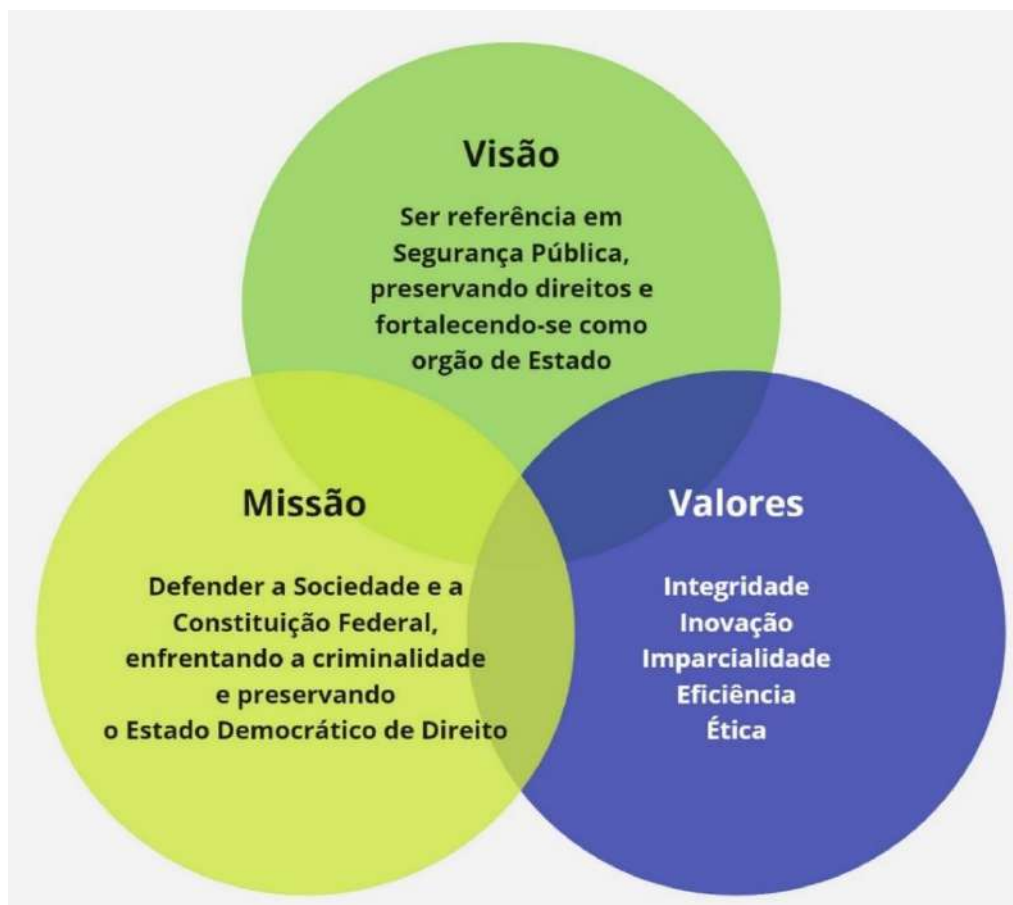 Visão
Ser referência em
Segurança Pública,
preservando direitos e
fortalecendo-se como
orgão de Estado
Missão
Defender a Sociedade e a
Constituição Federal,
enfrentando a criminalidade
e preservando
o Estado Democrático de Direito
Valores
Integridade
Inovação
Imparcialidade
Eficiência
Ética